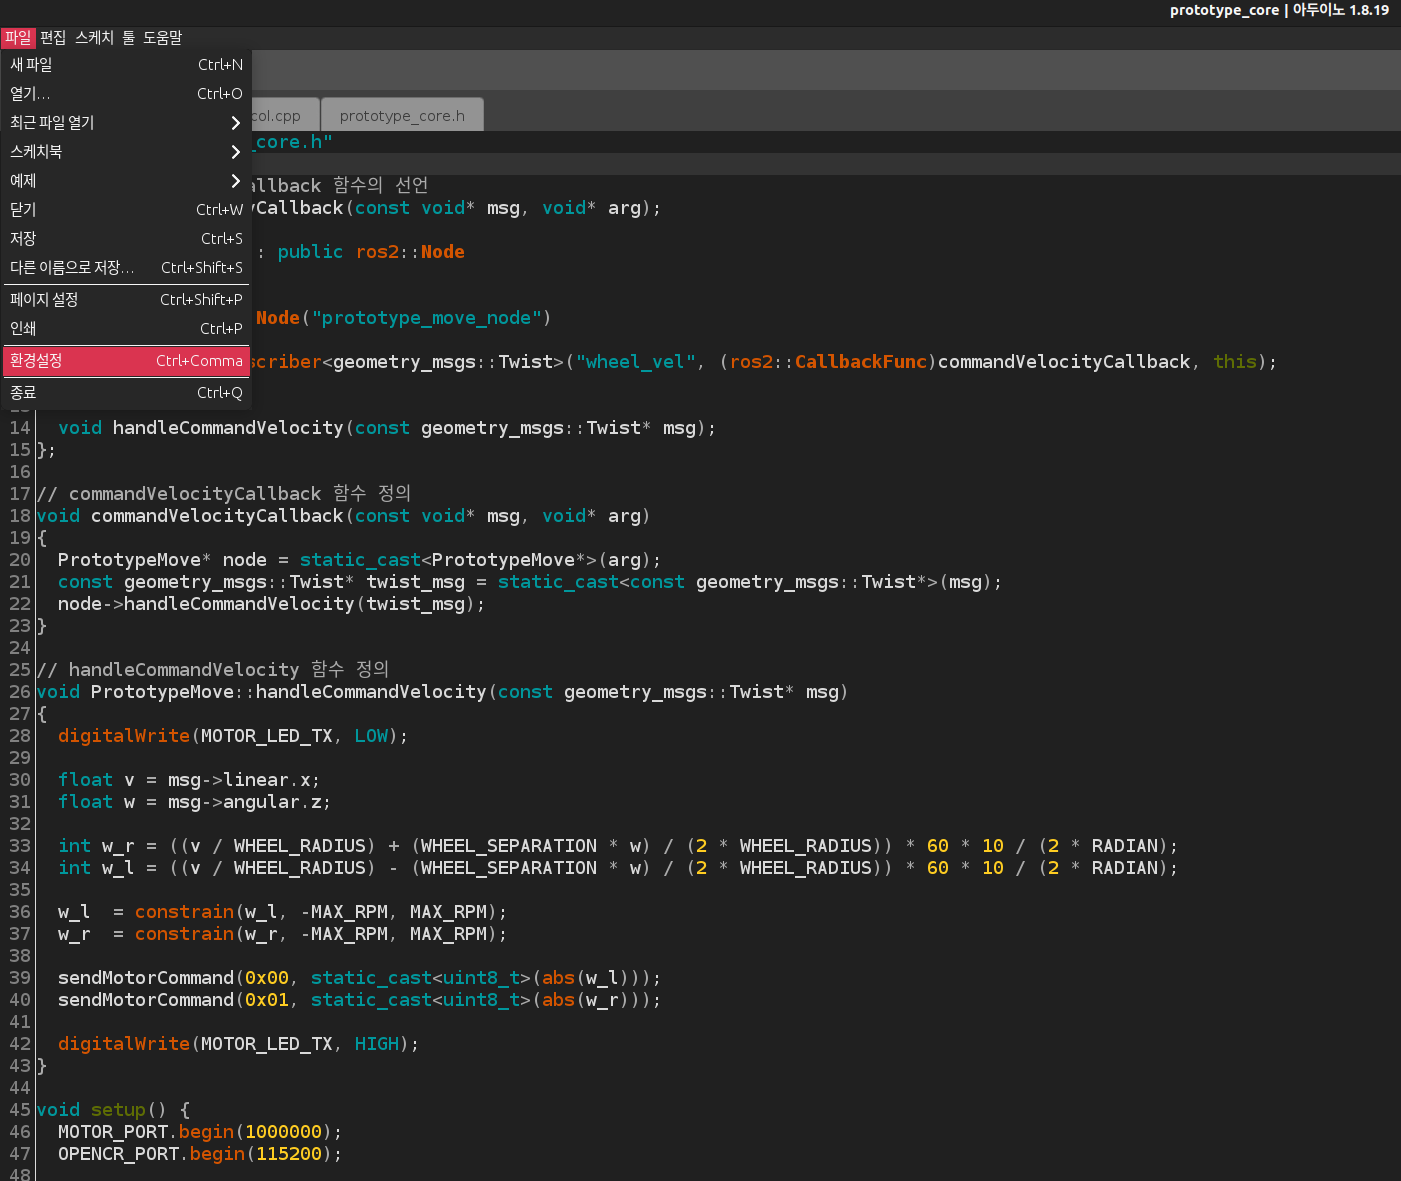 prototype_core | 아두이노 1.8.19
파일 편집 스케치 툴 도움말
새 파일 Ctrl+N
열기... Ctrl+O
최근 파일 열기
스케치북
예제
닫기 Ctrl+W
저장 Ctrl+S
다른 이름으로 저장... Ctrl+Shift+S
페이지 설정 Ctrl+Shift+P
인쇄 Ctrl+P
환경설정 Ctrl+Comma
종료 Ctrl+Q
col.cpp prototype_core.h
_core.h"
allback 함수의 선언
yCallback(const void* msg, void* arg);
: public ros2::Node
Node("prototype_move_node")
scriber<geometry_msgs::Twist>("wheel_vel", (ros2::CallbackFunc)commandVelocityCallback, this);
14 void handleCommandVelocity(const geometry_msgs::Twist* msg);
15 };
16
17 // commandVelocityCallback 함수 정의
18 void commandVelocityCallback(const void* msg, void* arg)
19 {
20 PrototypeMove* node = static_cast<PrototypeMove*>(arg);
21 const geometry_msgs::Twist* twist_msg = static_cast<const geometry_msgs::Twist*>(msg);
22 node->handleCommandVelocity(twist_msg);
23 }
24
25 // handleCommandVelocity 함수 정의
26 void PrototypeMove::handleCommandVelocity(const geometry_msgs::Twist* msg)
27 {
28 digitalWrite(MOTOR_LED_TX, LOW);
29
30 float v = msg->linear.x;
31 float w = msg->angular.z;
32
33 int w_r = ((v / WHEEL_RADIUS) + (WHEEL_SEPARATION * w) / (2 * WHEEL_RADIUS)) * 60 * 10 / (2 * RADIAN);
34 int w_l = ((v / WHEEL_RADIUS) - (WHEEL_SEPARATION * w) / (2 * WHEEL_RADIUS)) * 60 * 10 / (2 * RADIAN);
35
36 w_l  = constrain(w_l, -MAX_RPM, MAX_RPM);
37 w_r  = constrain(w_r, -MAX_RPM, MAX_RPM);
38
39 sendMotorCommand(0x00, static_cast<uint8_t>(abs(w_l)));
40 sendMotorCommand(0x01, static_cast<uint8_t>(abs(w_r)));
41
42 digitalWrite(MOTOR_LED_TX, HIGH);
43 }
44
45 void setup() {
46 MOTOR_PORT.begin(1000000);
47 OPENCR_PORT.begin(115200);
48